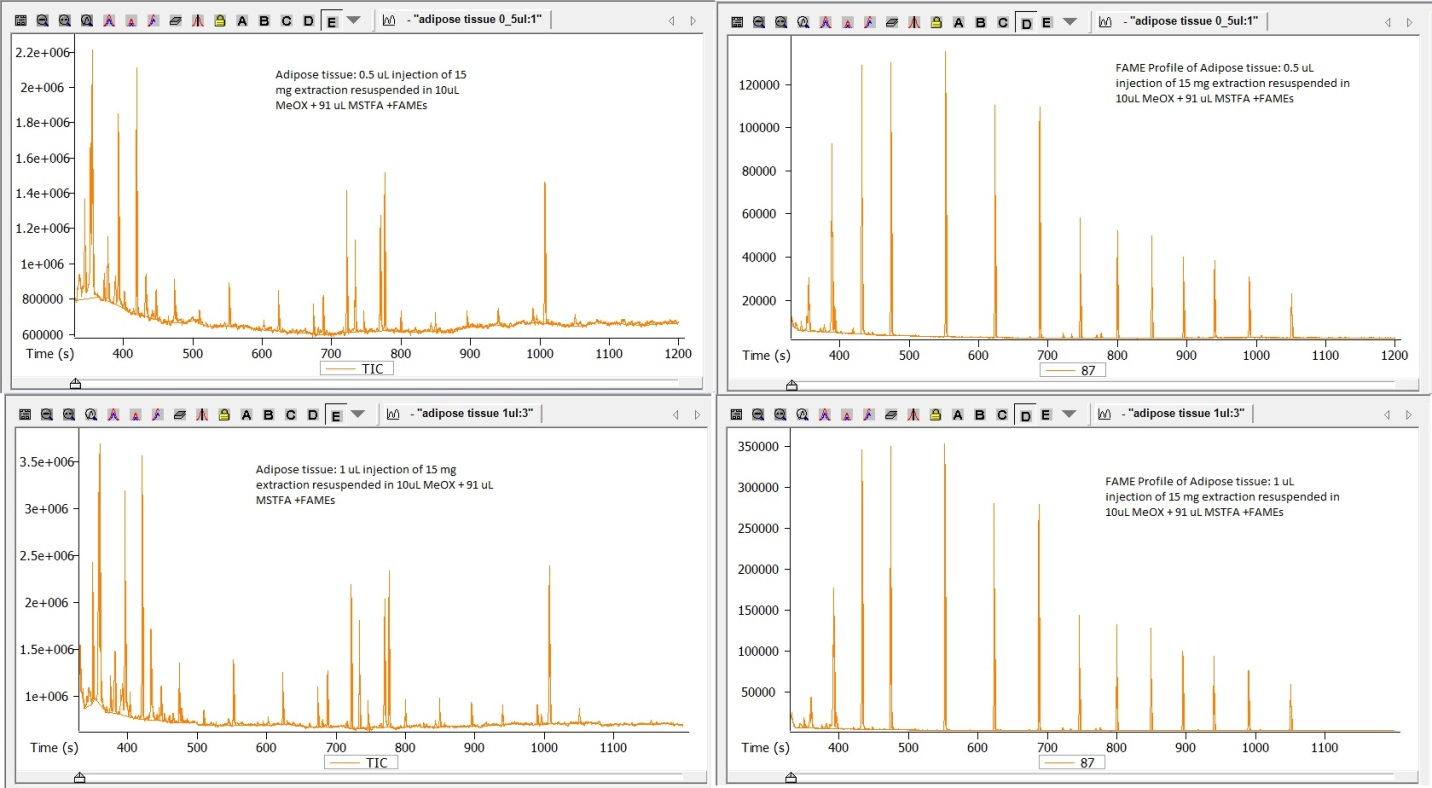 A B C D E - "adipose tissue 0_5ul:1"
Adipose tissue: 0.5 uL injection of 15
mg extraction resuspended in 10uL
MeOX + 91 uL MSTFA +FAMEs
2.2e+006
2e+006
1.8e+006
1.6e+006
1.4e+006
1.2e+006
1e+006
800000
600000
Time (s) 400 500 600 700 800 900 1000 1100 1200
TIC
A B C D E - "adipose tissue 0_5ul:1"
FAME Profile of Adipose tissue: 0.5 uL
injection of 15 mg extraction resuspended in
10uL MeOX + 91 uL MSTFA +FAMEs
120000
100000
80000
60000
40000
20000
Time (s) 400 500 600 700 800 900 1000 1100 1200
87
A B C D E - "adipose tissue 1ul:3"
Adipose tissue: 1 uL injection of 15 mg
extraction resuspended in 10uL MeOX + 91 uL
MSTFA +FAMEs
3.5e+006
3e+006
2.5e+006
2e+006
1.5e+006
1e+006
Time (s) 400 500 600 700 800 900 1000 1100
TIC
A B C D E - "adipose tissue 1ul:3"
FAME Profile of Adipose tissue: 1 uL
injection of 15 mg extraction resuspended in
10uL MeOX + 91 uL MSTFA +FAMEs
350000
300000
250000
200000
150000
100000
50000
Time (s) 400 500 600 700 800 900 1000 1100
87